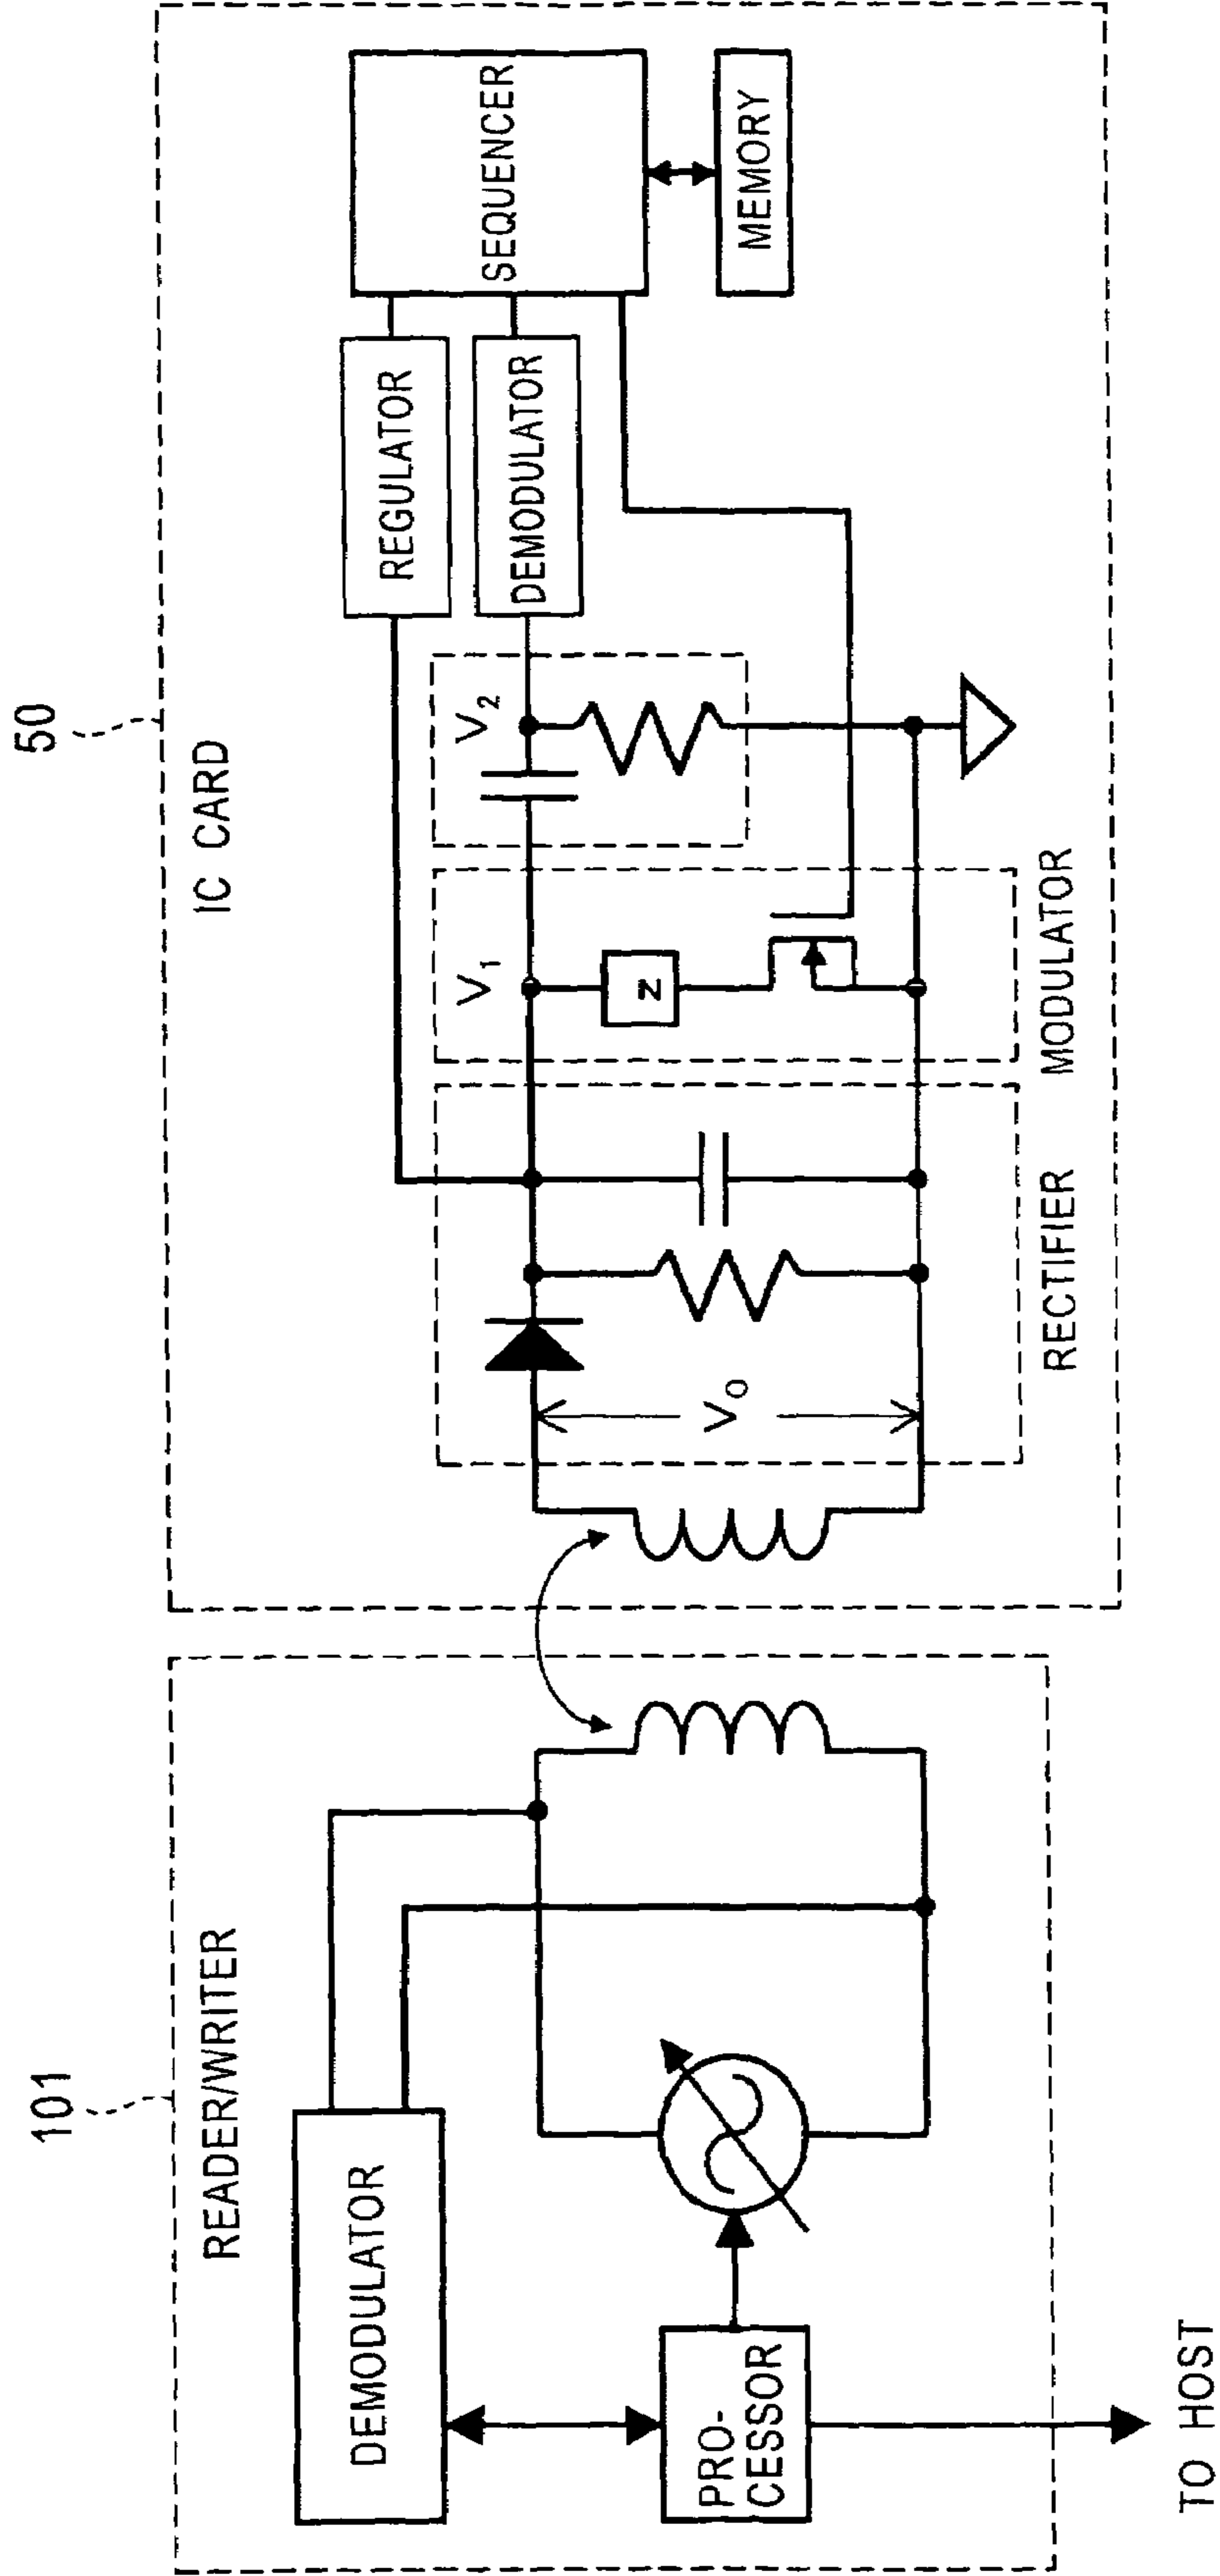 101
READER/WRITER
DEMODULATOR
PRO-
CESSOR
TO HOST
50
IC CARD
V0
RECTIFIER
V1
Z
MODULATOR
V2
REGULATOR
DEMODULATOR
SEQUENCER
MEMORY